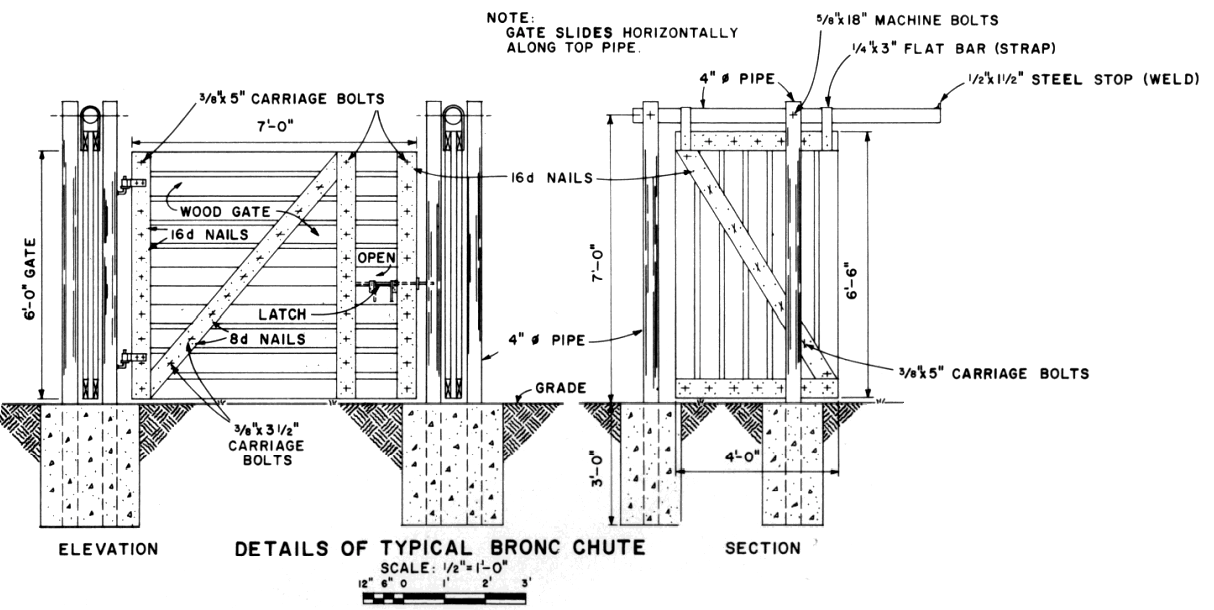 NOTE:
GATE SLIDES HORIZONTALLY
ALONG TOP PIPE.
5/8"x18" MACHINE BOLTS
1/4"x3" FLAT BAR (STRAP)
4" ø PIPE
1/2"x1 1/2" STEEL STOP (WELD)
3/8"x 5" CARRIAGE BOLTS
7'-0"
16d NAILS
WOOD GATE
16d NAILS
OPEN
6'-0" GATE
7'-0"
6'-6"
LATCH
8d NAILS
4" ø PIPE
3/8"x5" CARRIAGE BOLTS
GRADE
3/8"x 3 1/2"
CARRIAGE
BOLTS
4'-0"
3'-0"
ELEVATION
DETAILS OF TYPICAL BRONC CHUTE
SECTION
SCALE: 1/2"=1'-0"
12" 6" 0 1' 2' 3'